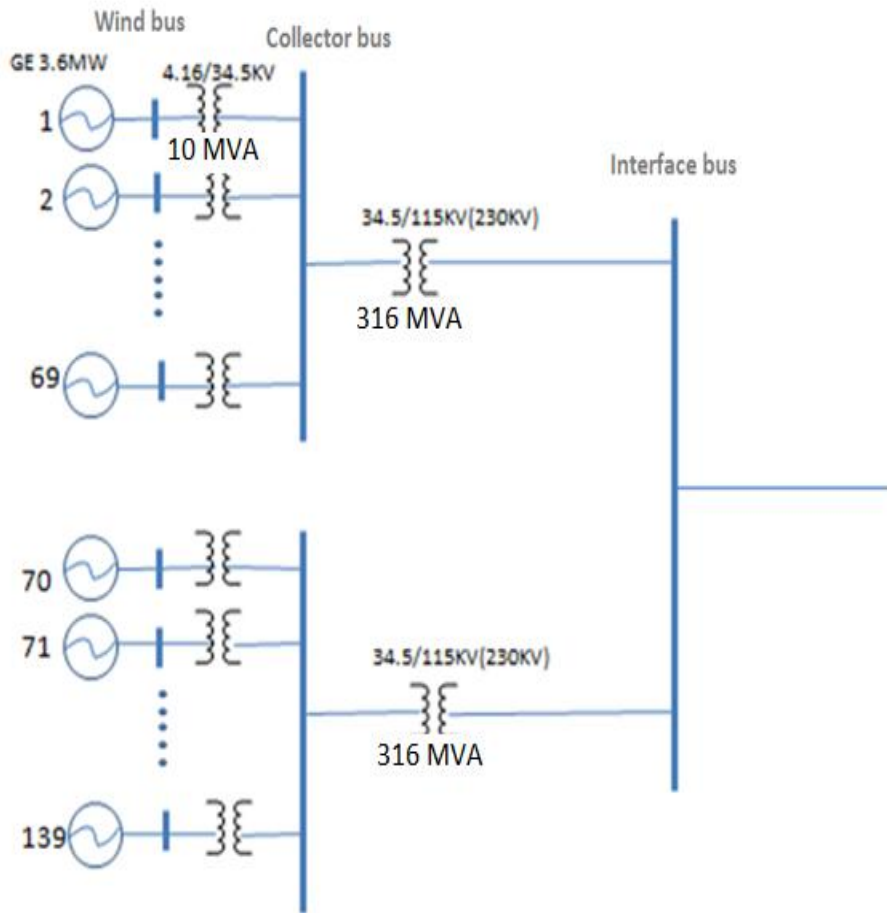 Wind bus
Collector bus
GE 3.6MW
4.16/34.5KV
1
10 MVA
2
Interface bus
34.5/115KV(230KV)
316 MVA
69
70
71
34.5/115KV(230KV)
316 MVA
139